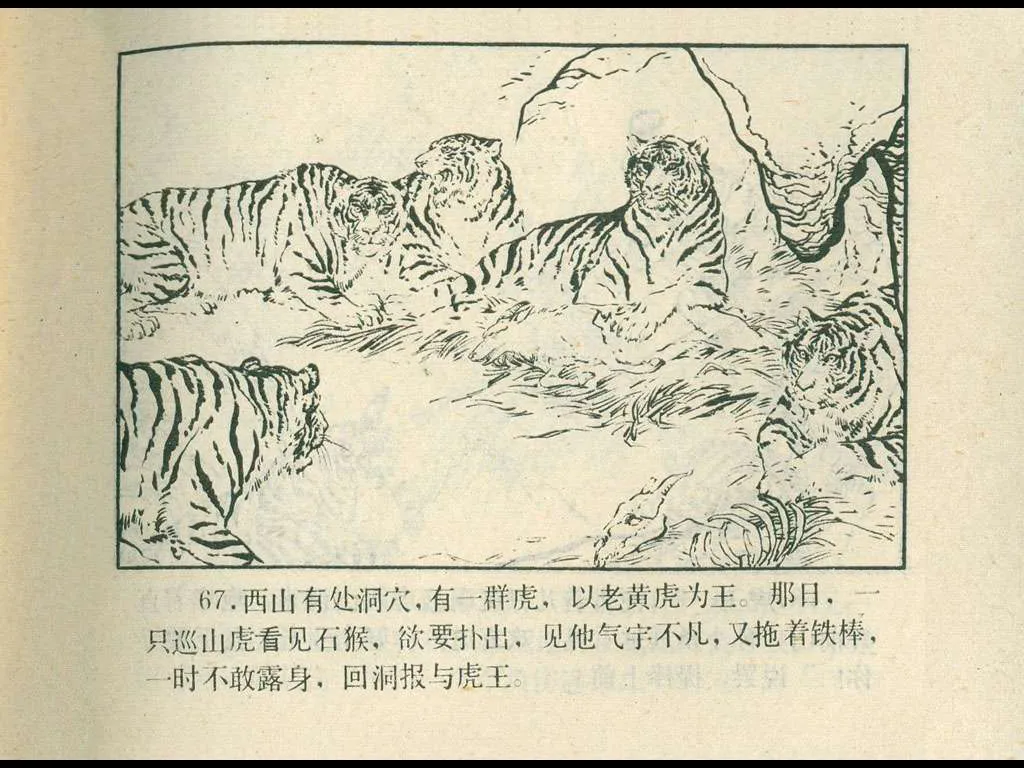 67.西山有处洞穴,有一群虎，以老黄虎为王。那日，一
只巡山虎看见石猴，欲要扑出，见他气宇不凡,又拖着铁棒,
一时不敢露身，回洞报与虎王。